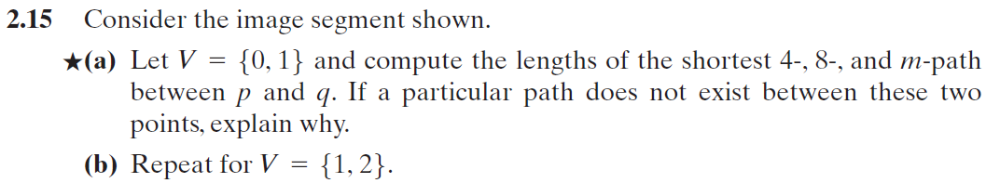 2.15 Consider the image segment shown.
★(a) Let V = {0, 1} and compute the lengths of the shortest 4-, 8-, and m-path
between p and q. If a particular path does not exist between these two
points, explain why.
(b) Repeat for V = {1, 2}.